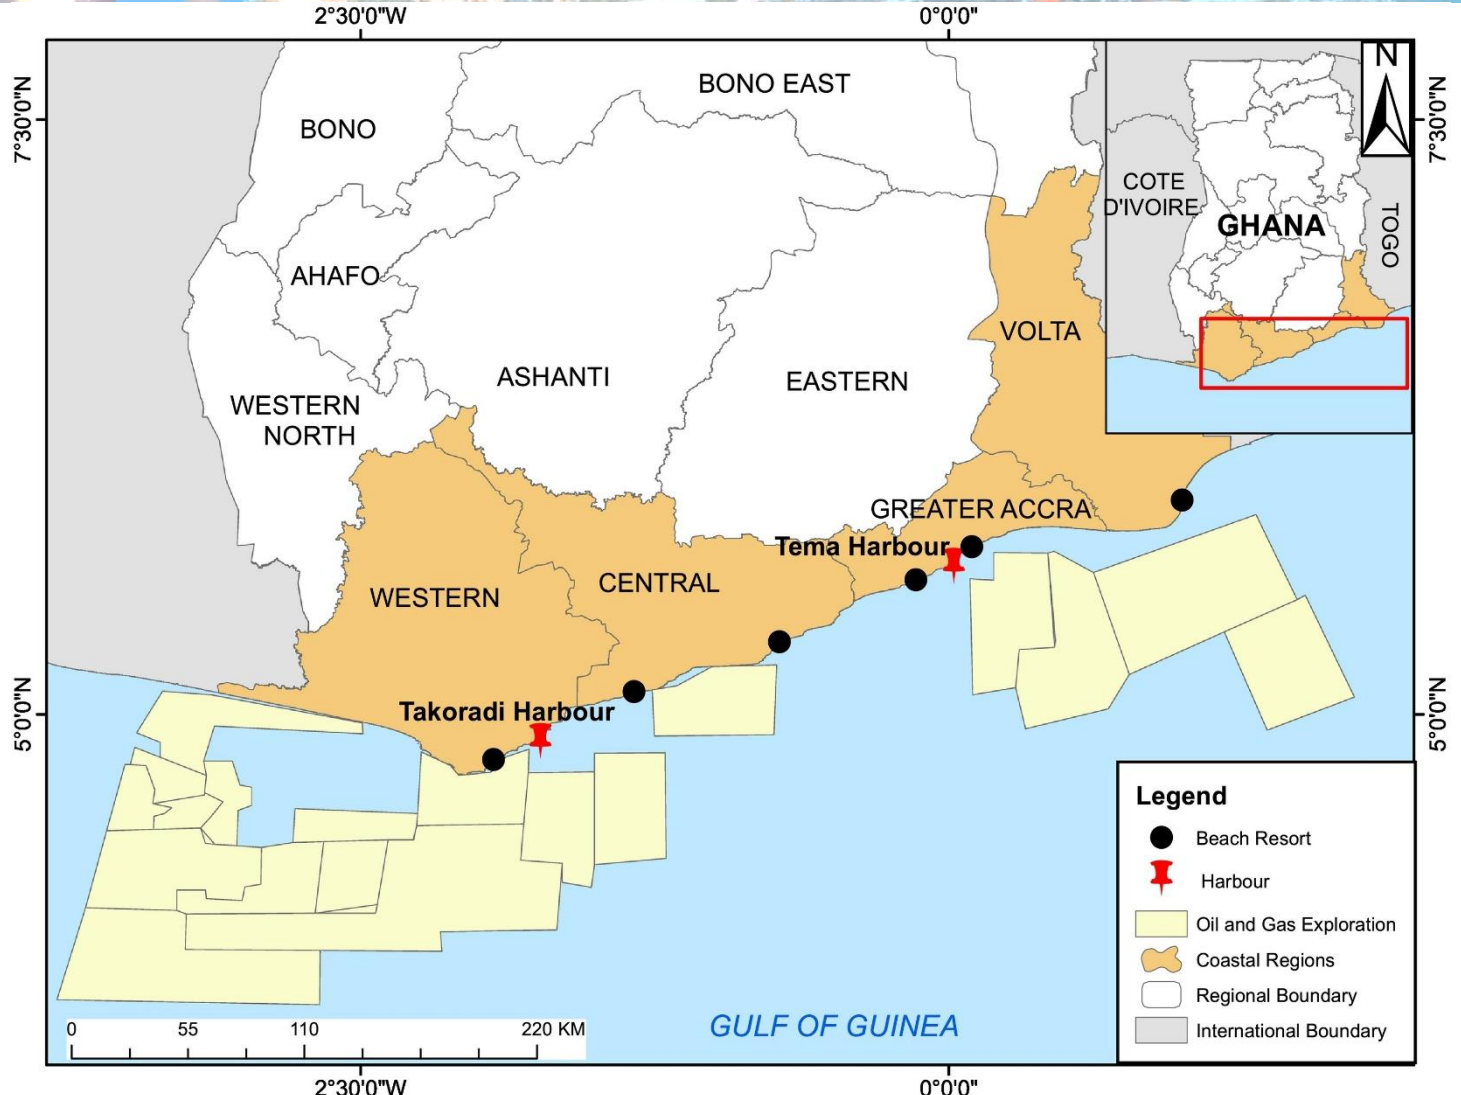 2°30'0"W
0°0'0"
7°30'0"N
7°30'0"N
N
BONO EAST
BONO
COTE
D'IVOIRE
TOGO
GHANA
AHAFO
VOLTA
ASHANTI
EASTERN
WESTERN
NORTH
GREATER ACCRA
Tema Harbour
CENTRAL
WESTERN
Takoradi Harbour
5°0'0"N
5°0'0"N
Legend
Beach Resort
Harbour
Oil and Gas Exploration
Coastal Regions
Regional Boundary
International Boundary
GULF OF GUINEA
0 55 110 220 KM
2°30'0"W
0°0'0"